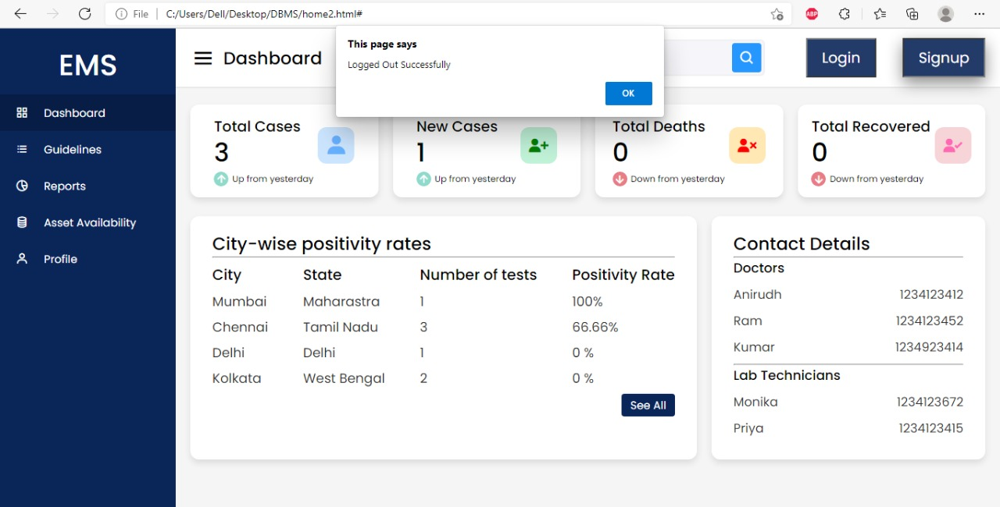 File
C:/Users/Dell/Desktop/DBMS/home2.html#
ABP
This page says
Logged Out Successfully
OK
EMS
Dashboard
Guidelines
Reports
Asset Availability
Profile
Dashboard
Login
Signup
Total Cases
3
Up from yesterday
New Cases
1
Up from yesterday
Total Deaths
0
Down from yesterday
Total Recovered
0
Down from yesterday
City-wise positivity rates
City State Number of tests Positivity Rate
Mumbai Maharastra 1 100%
Chennai Tamil Nadu 3 66.66%
Delhi Delhi 1 0 %
Kolkata West Bengal 2 0 %
See All
Contact Details
Doctors
Anirudh 1234123412
Ram 1234123452
Kumar 1234923414
Lab Technicians
Monika 1234123672
Priya 1234123415